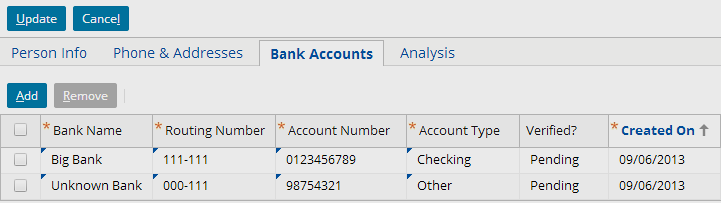 Update Cancel
Person Info Phone & Addresses Bank Accounts Analysis
Add Remove
* Bank Name * Routing Number * Account Number * Account Type Verified? * Created On ↑
Big Bank 111-111 0123456789 Checking Pending 09/06/2013
Unknown Bank 000-111 98754321 Other Pending 09/06/2013